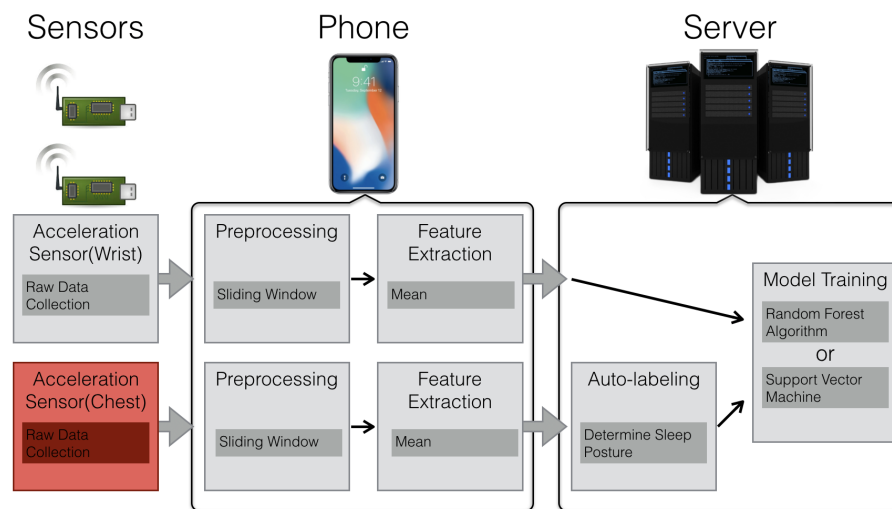 Sensors
Phone
Server
9:41
Acceleration
Sensor(Wrist)
Raw Data
Collection
Preprocessing
Sliding Window
Feature
Extraction
Mean
Model Training
Random Forest
Algorithm
or
Support Vector
Machine
Acceleration
Sensor(Chest)
Raw Data
Collection
Preprocessing
Sliding Window
Feature
Extraction
Mean
Auto-labeling
Determine Sleep
Posture